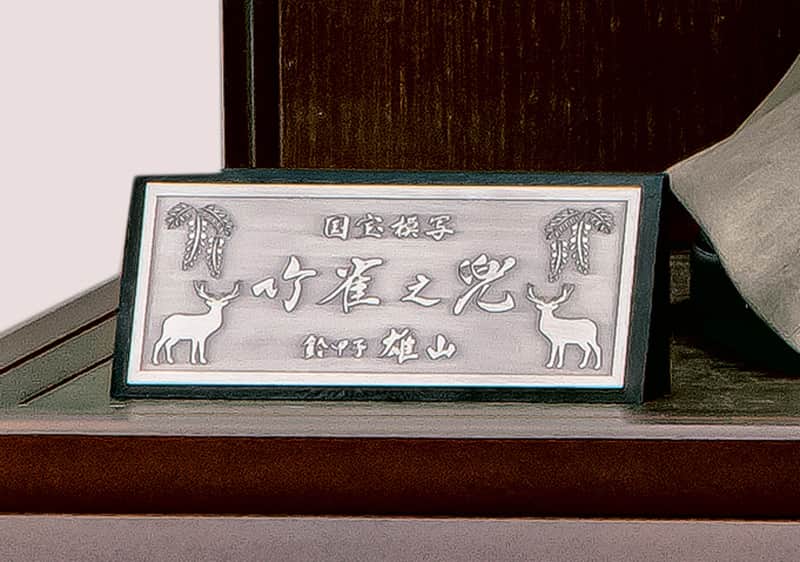 国宝模写
竹雀之兜
鈴甲子 雄山